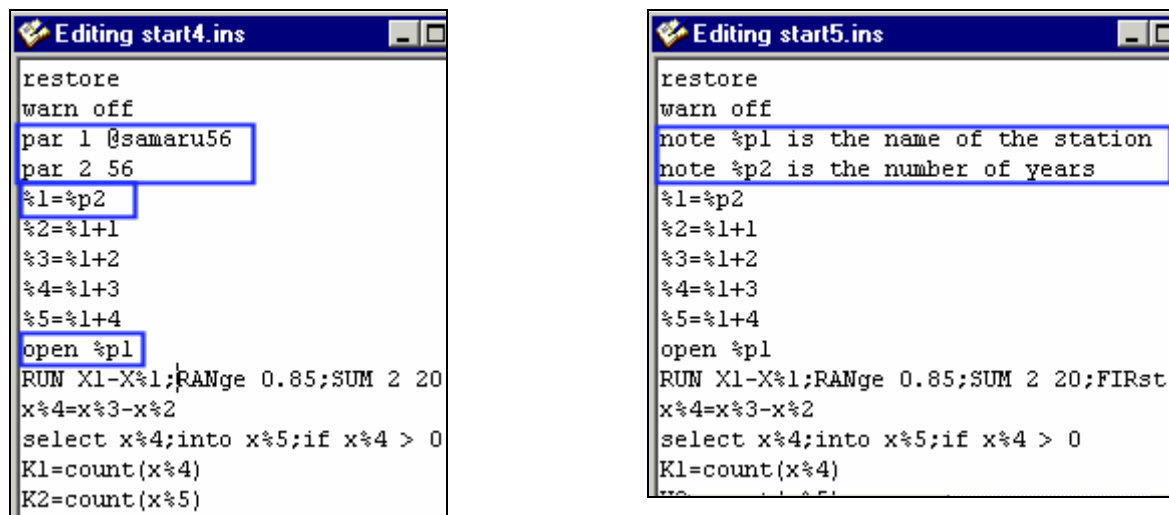 Editing start4.ins
restore
warn off
par 1 @samaru56
par 2 56
%1=%p2
%2=%1+1
%3=%1+2
%4=%1+3
%5=%1+4
open %p1
RUN X1-X%1;RANge 0.85;SUM 2 20
x%4=x%3-x%2
select x%4;into x%5;if x%4 > 0
K1=count(x%4)
K2=count(x%5)
Editing start5.ins
restore
warn off
note %p1 is the name of the station
note %p2 is the number of years
%1=%p2
%2=%1+1
%3=%1+2
%4=%1+3
%5=%1+4
open %p1
RUN X1-X%1;RANge 0.85;SUM 2 20;FIRst
x%4=x%3-x%2
select x%4;into x%5;if x%4 > 0
K1=count(x%4)